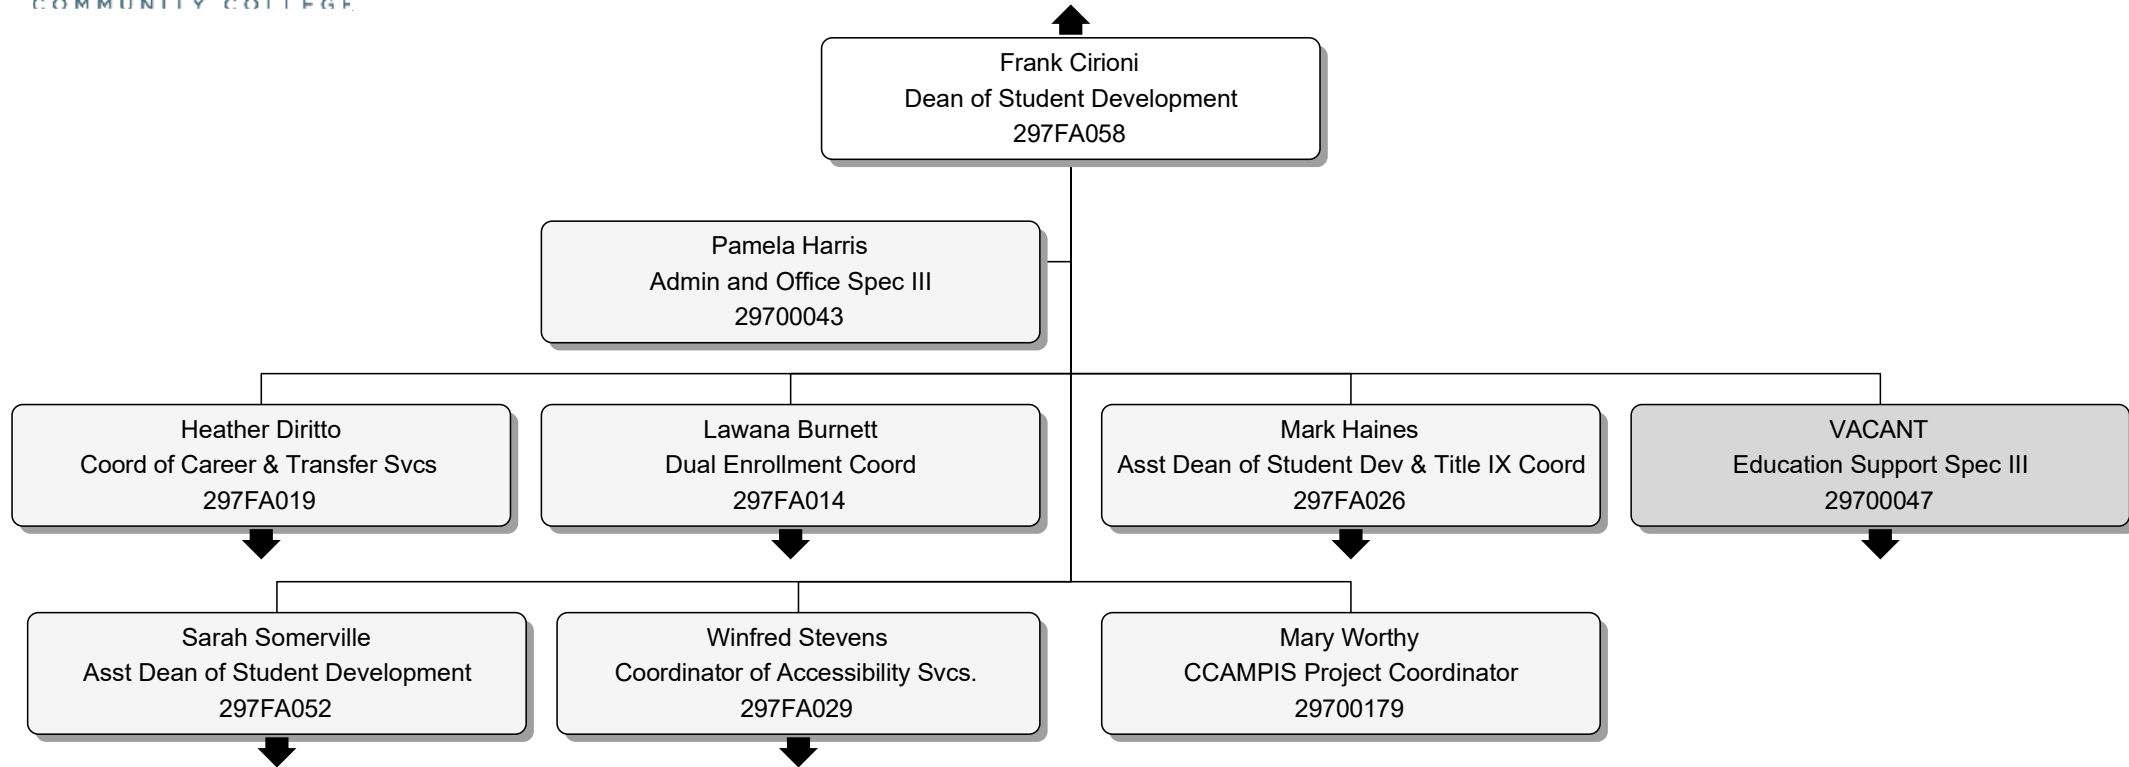 COMMUNITY COLLEGE
Frank Cirioni
Dean of Student Development
297FA058
Pamela Harris
Admin and Office Spec III
29700043
Heather Diritto
Coord of Career & Transfer Svcs
297FA019
Lawana Burnett
Dual Enrollment Coord
297FA014
Mark Haines
Asst Dean of Student Dev & Title IX Coord
297FA026
VACANT
Education Support Spec III
29700047
Sarah Somerville
Asst Dean of Student Development
297FA052
Winfred Stevens
Coordinator of Accessibility Svcs.
297FA029
Mary Worthy
CCAMPIS Project Coordinator
29700179